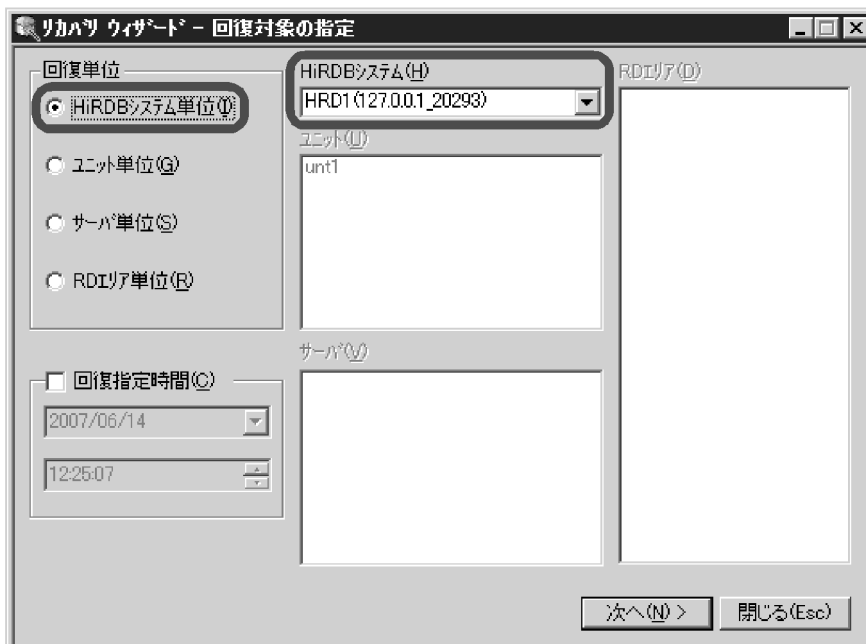 リカバリ ウィザード - 回復対象の指定
回復単位
HiRDBシステム単位(I)
ユニット単位(G)
サーバ単位(S)
RDエリア単位(R)
回復指定時間(C)
2007/06/14
12:25:07
HiRDBシステム(H)
HRD1(127.0.0.1_20293)
ユニット(U)
unt1
サーバ(V)
RDエリア(D)
次へ(N) >
閉じる(Esc)